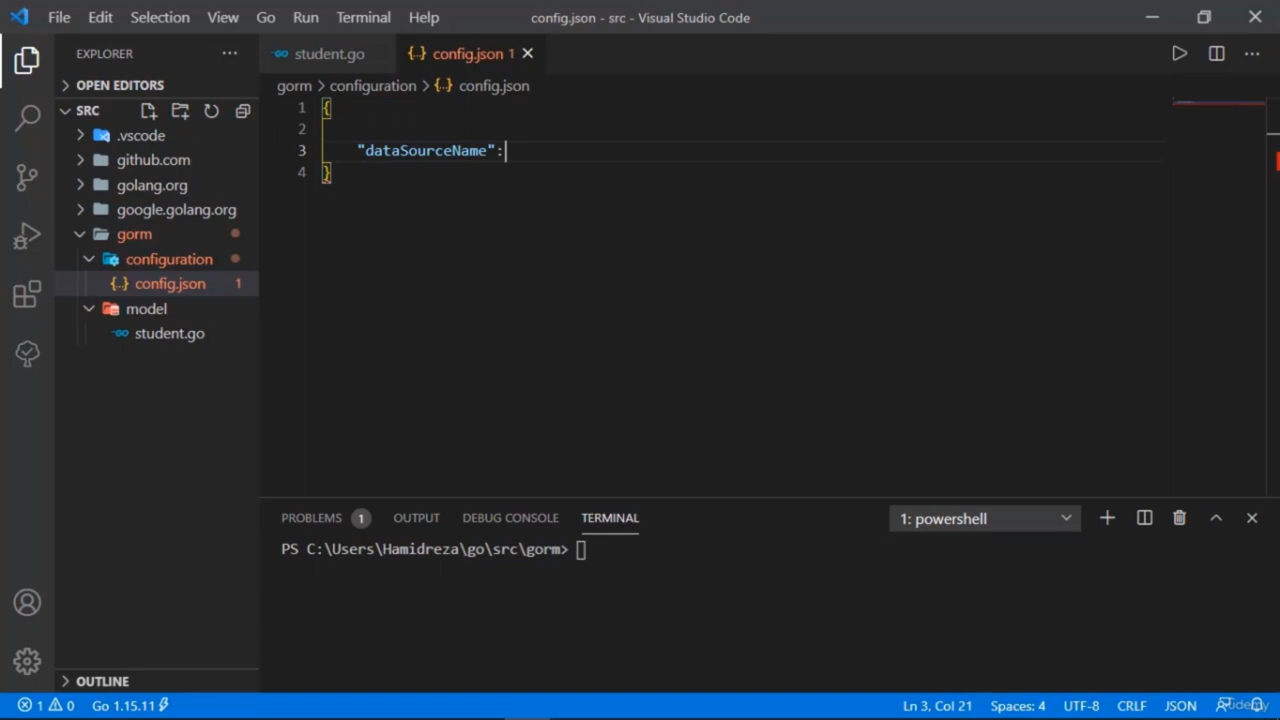 File Edit Selection View Go Run Terminal Help config.json - src - Visual Studio Code
EXPLORER ...
student.go {..} config.json 1
OPEN EDITORS
gorm > configuration > {..} config.json
SRC
.vscode
github.com
golang.org
google.golang.org
gorm
configuration
{..} config.json 1
model
student.go
OUTLINE
1 {
2
3 "dataSourceName":
4 }
PROBLEMS 1 OUTPUT DEBUG CONSOLE TERMINAL 1: powershell
PS C:\Users\Hamidreza\go\src\gorm>
1 0 Go 1.15.11 Ln 3, Col 21 Spaces: 4 UTF-8 CRLF JSON
Udemy